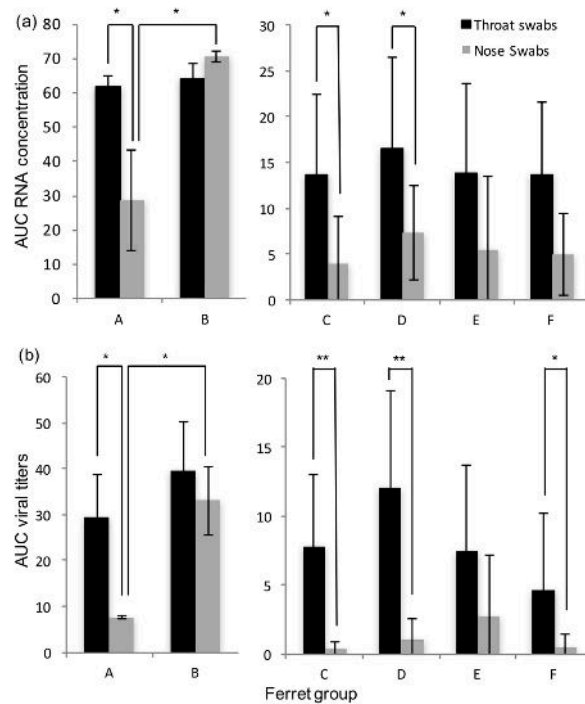 (a)
AUC RNA concentration
80
70
60
50
40
30
20
10
0
*
*
A
B
30
25
20
15
10
5
0
*
*
Throat swabs
Nose Swabs
C
D
E
F
(b)
AUC viral titers
60
50
40
30
20
10
0
*
*
A
B
20
15
10
5
0
**
**
*
C
D
E
F
Ferret group